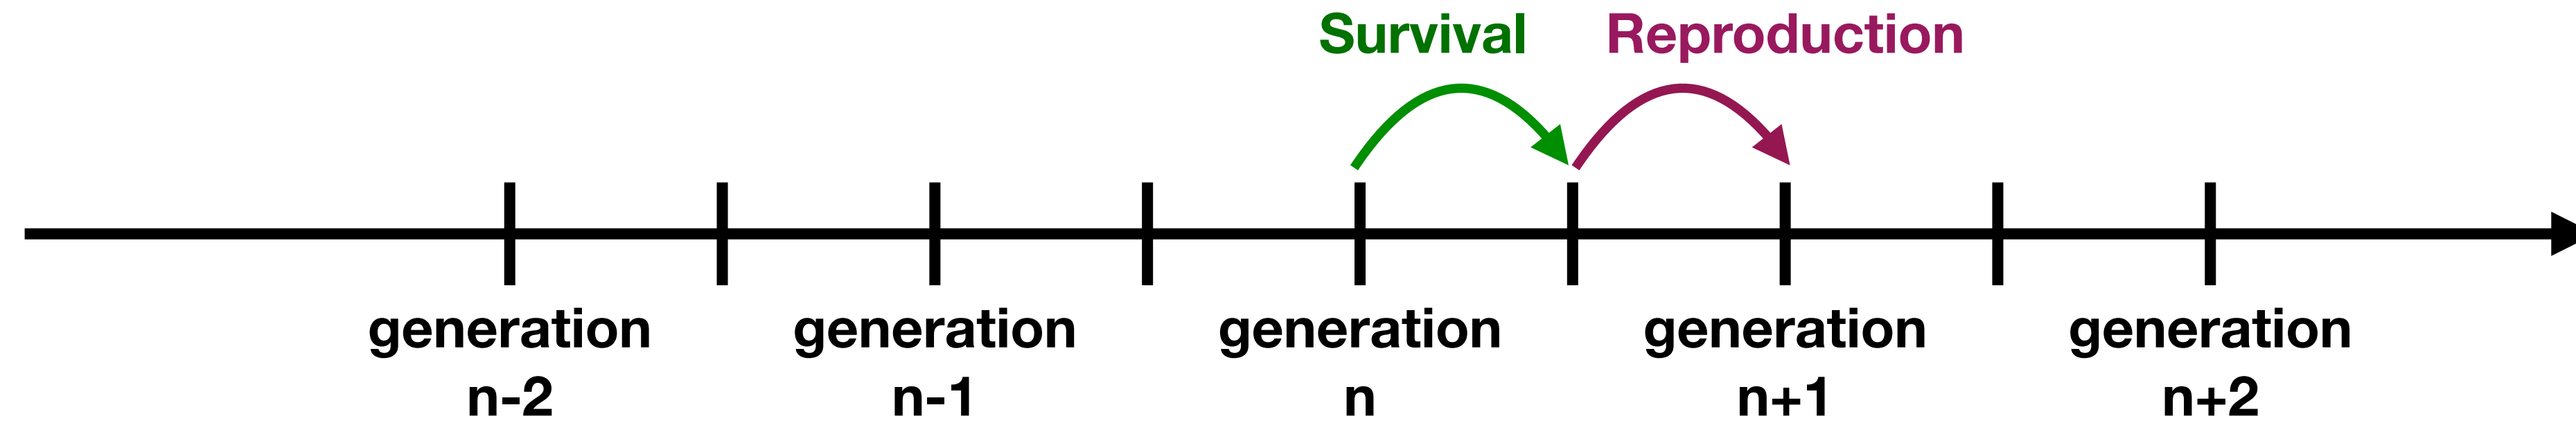 Survival Reproduction
generation generation generation generation generation
n-2 n-1 n n+1 n+2